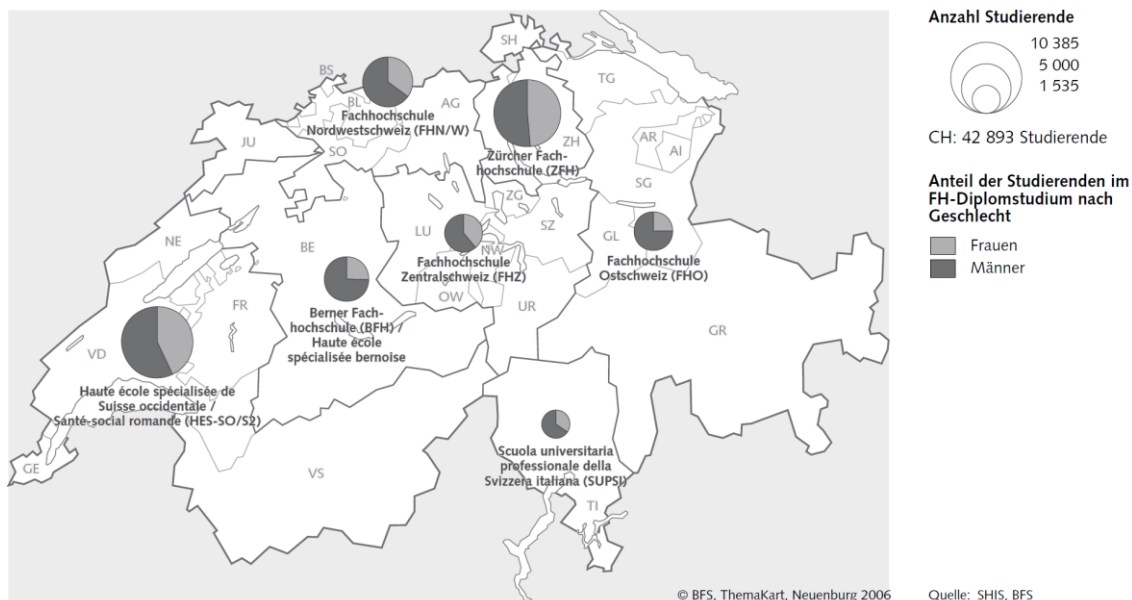 SH
BS
TG
BL
AG
Fachhochschule
Nordwestschweiz (FHN/W)
JU
SO
ZH
AR
AI
Zürcher Fach-
hochschule (ZFH)
SG
ZG
NE
BE
LU
SZ
GL
NW
Fachhochschule
Zentralschweiz (FHZ)
Fachhochschule
Ostschweiz (FHO)
OW
FR
UR
Berner Fach-
hochschule (BFH) /
Haute école
spécialisée bernoise
GR
VD
Haute école spécialisée de
Suisse occidentale /
Santé-social romande (HES-SO/S2)
GE
VS
Scuola universitaria
professionale della
Svizzera italiana (SUPSI)
TI
© BFS, ThemaKart, Neuenburg 2006
Anzahl Studierende
10 385
5 000
1 535
CH: 42 893 Studierende
Anteil der Studierenden im
FH-Diplomstudium nach
Geschlecht
Frauen
Männer
Quelle: SHIS, BFS